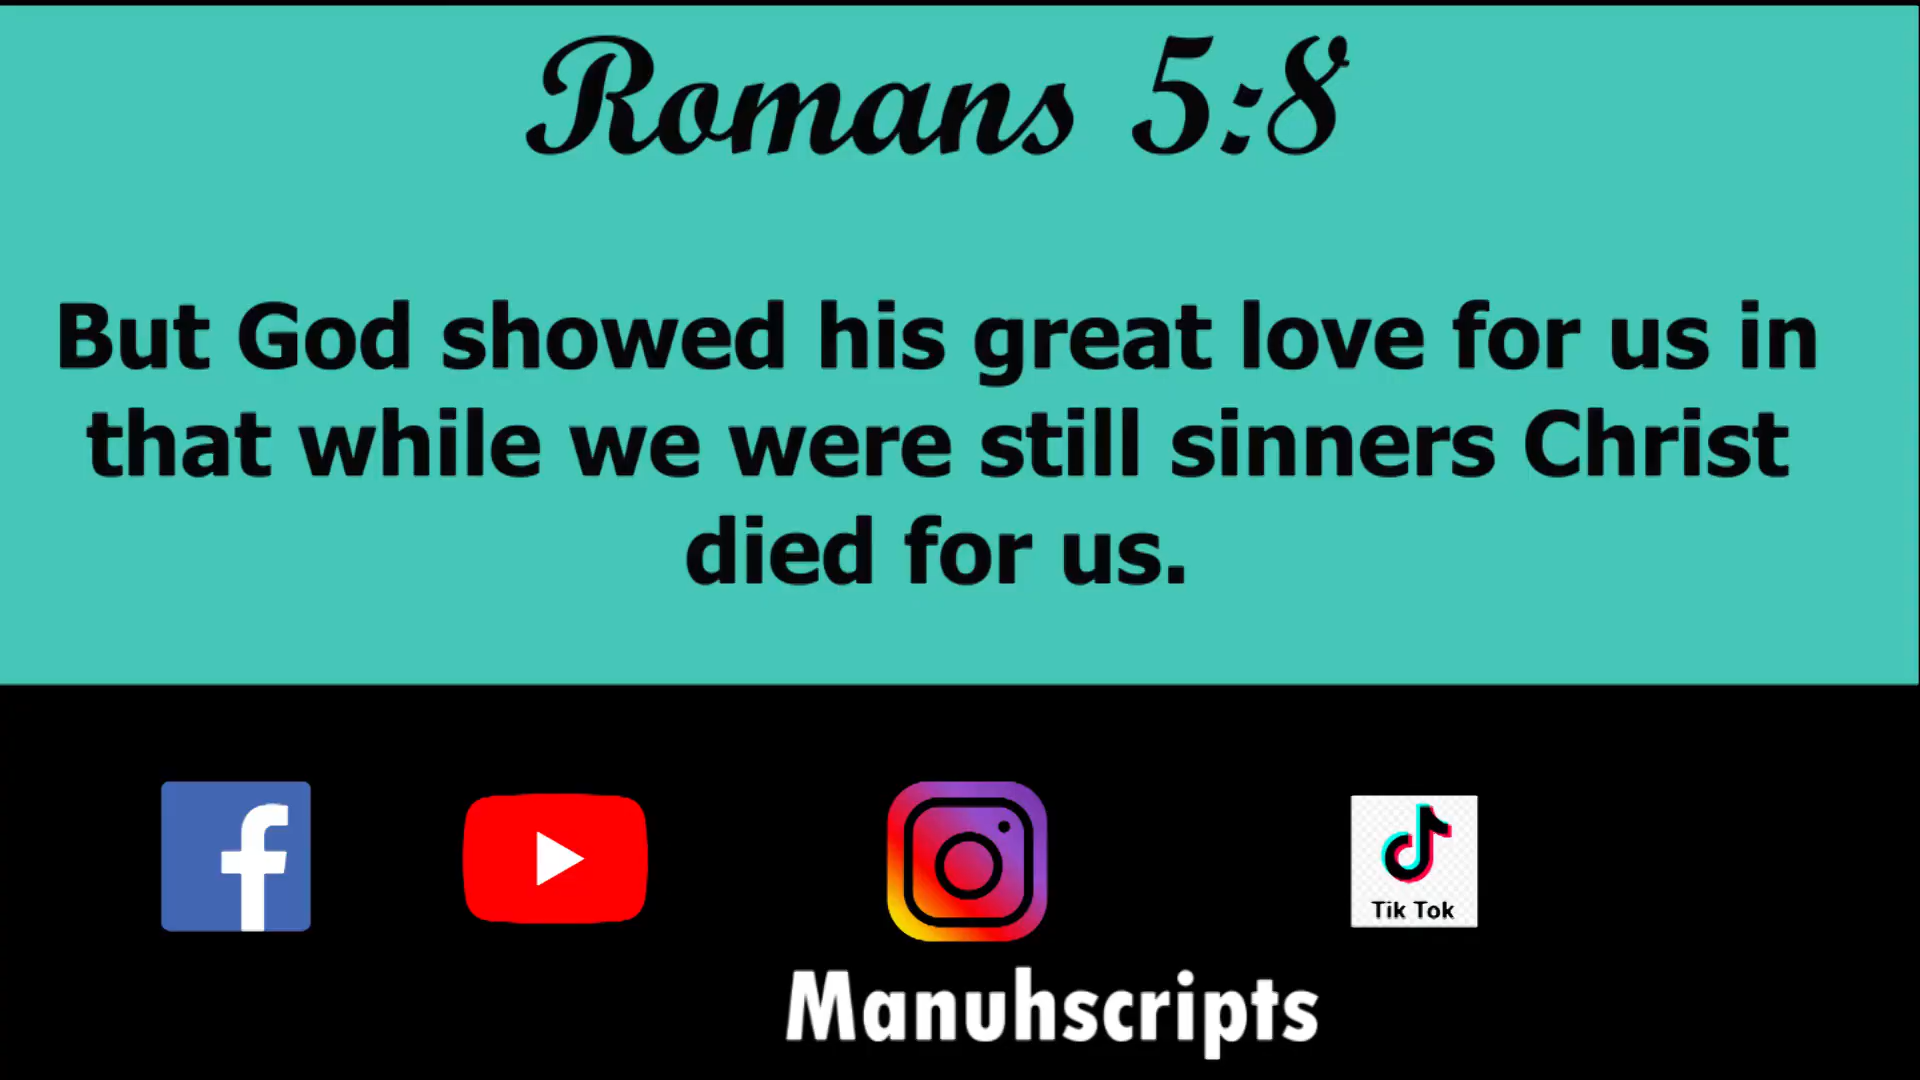 Romans 5:8
But God showed his great love for us in
that while we were still sinners Christ
died for us.
Tik Tok
Manuhscripts